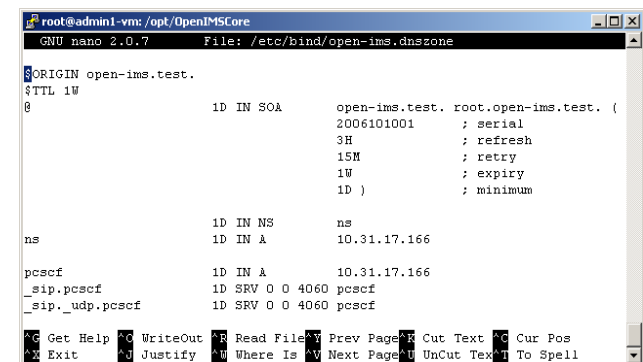 root@admin1-vm: /opt/OpenIMSCore
GNU nano 2.0.7 File: /etc/bind/open-ims.dnszone
$ORIGIN open-ims.test.
$TTL 1W
@ 1D IN SOA open-ims.test. root.open-ims.test. (
2006101001 ; serial
3H ; refresh
15M ; retry
1W ; expiry
1D ) ; minimum
1D IN NS ns
ns 1D IN A 10.31.17.166
pcscf 1D IN A 10.31.17.166
_sip.pcscf 1D SRV 0 0 4060 pcscf
_sip._udp.pcscf 1D SRV 0 0 4060 pcscf
^G Get Help ^O WriteOut ^R Read File ^Y Prev Page ^K Cut Text ^C Cur Pos
^X Exit ^J Justify ^W Where Is ^V Next Page ^U UnCut Tex ^T To Spell